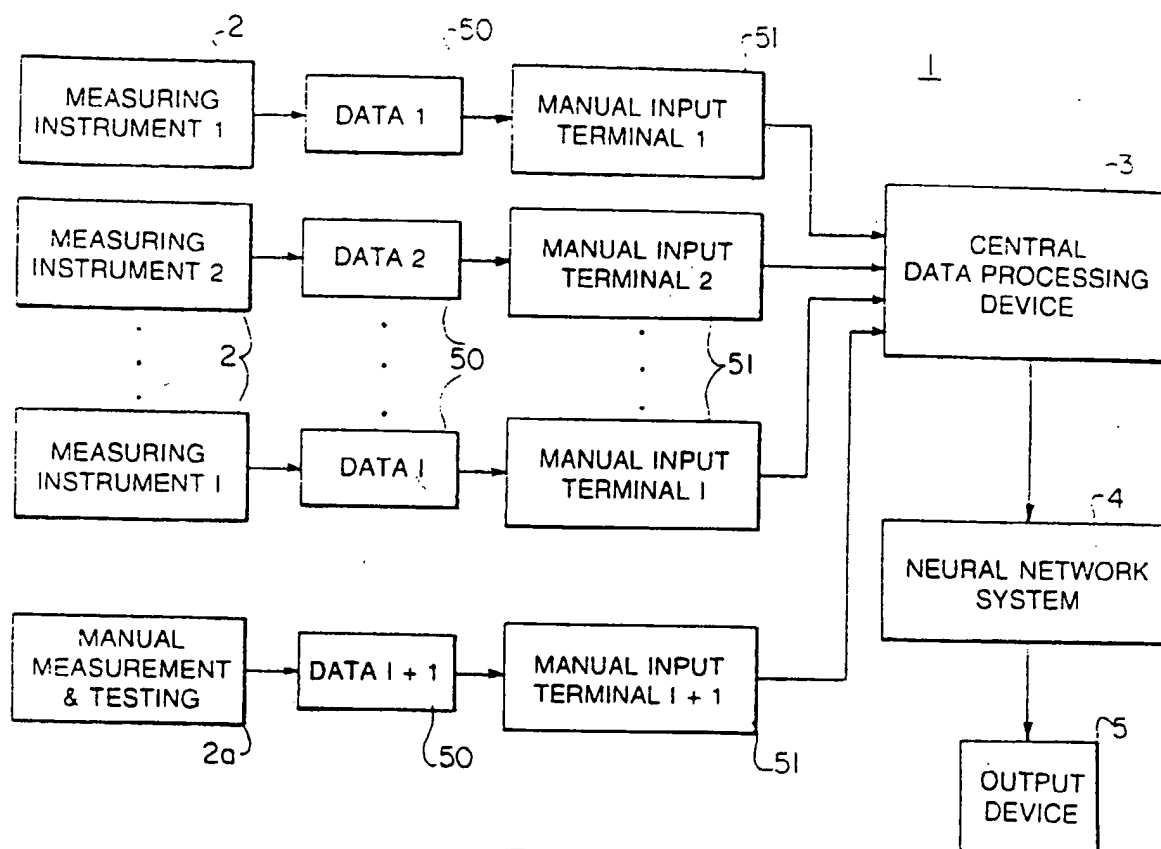 2
50
51
1
MEASURING
INSTRUMENT 1
DATA 1
MANUAL INPUT
TERMINAL 1
3
CENTRAL
DATA PROCESSING
DEVICE
MEASURING
INSTRUMENT 2
DATA 2
MANUAL INPUT
TERMINAL 2
2
50
51
MEASURING
INSTRUMENT I
DATA I
MANUAL INPUT
TERMINAL I
4
NEURAL NETWORK
SYSTEM
MANUAL
MEASUREMENT
& TESTING
DATA I + 1
MANUAL INPUT
TERMINAL I + 1
2a
50
51
5
OUTPUT
DEVICE